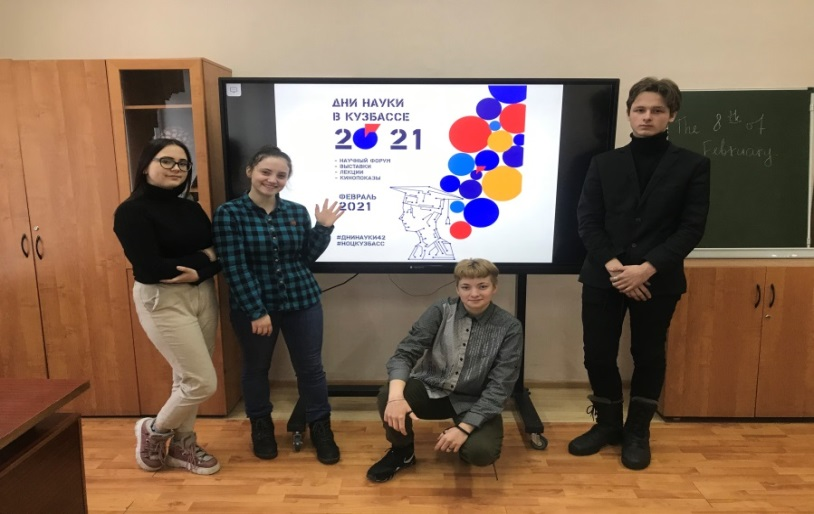 ДНИ НАУКИ
В КУЗБАССЕ
2021
• НАУЧНЫЙ ФОРУМ
• ВЫСТАВКИ
• ЛЕКЦИИ
• КИНОПОКАЗЫ
ФЕВРАЛЬ
2021
#ДНИНАУКИ42
#НОЦКУЗБАСС
The 8th of
February